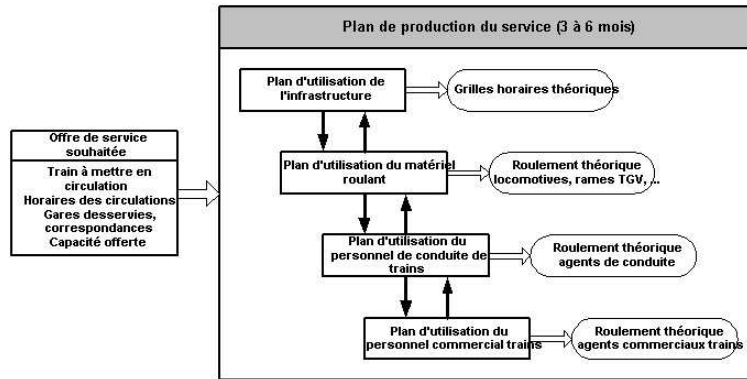 Plan de production du service (3 à 6 mois)
Plan d'utilisation de
l'infrastructure
Grilles horaires théoriques
Offre de service
souhaitée
Train à mettre en
circulation
Horaires des circulations
Gares desservies,
correspondances
Capacité offerte
Plan d'utilisation du matériel
roulant
Roulement théorique
locomotives, rames TGV, ...
Plan d'utilisation du
personnel de conduite de
trains
Roulement théorique
agents de conduite
Plan d'utilisation du
personnel commercial trains
Roulement théorique
agents commerciaux trains